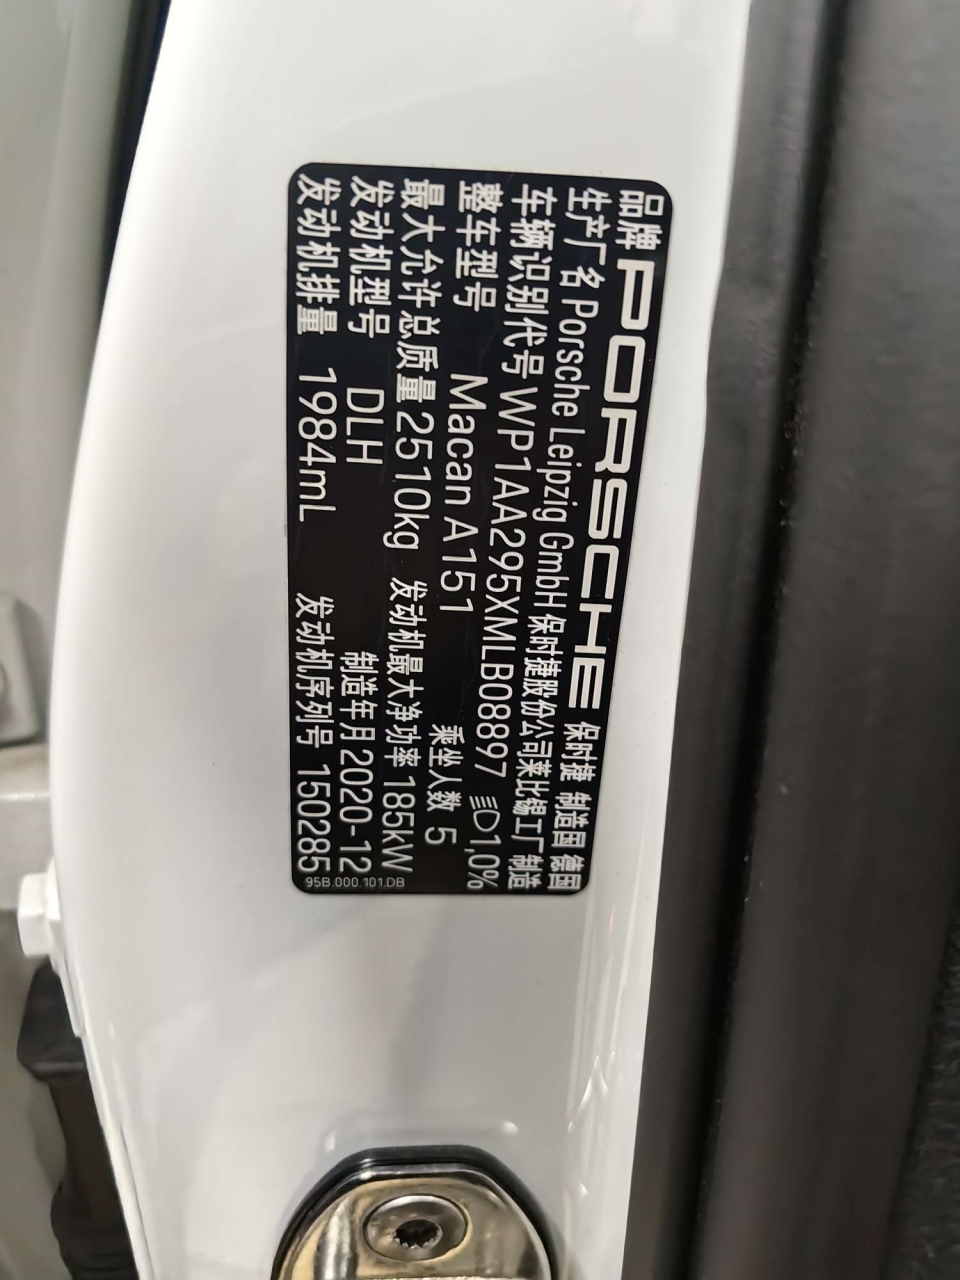 品牌 PORSCHE 保时捷 制造国 德国
生产厂名 Porsche Leipzig GmbH 保时捷股份公司莱比锡工厂 制造
车辆识别代号 WP1AA295XMLB08897 1,0%
整车型号 Macan A151 乘坐人数 5
最大允许总质量 2510kg 发动机最大净功率 185kW
发动机型号 DLH 制造年月 2020-12
发动机排量 1984mL 发动机序列号 150285
95B.000.101.DB